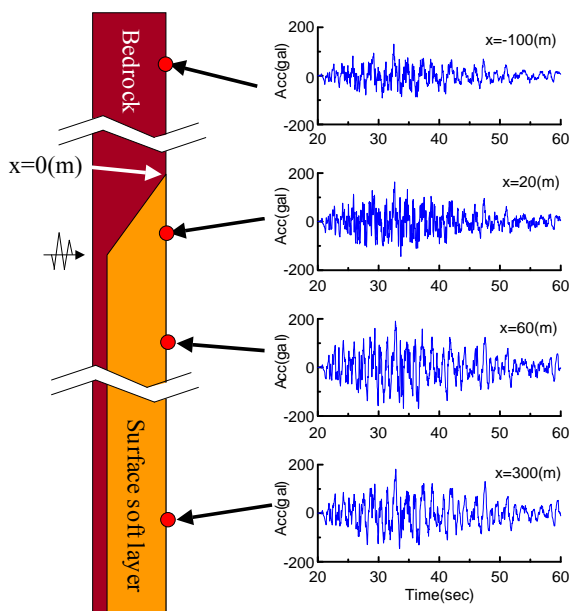 Bedrock
x=0(m)
Surface soft layer
x=-100(m)
Acc(gal)
200
0
-200
20 30 40 50 60
x=20(m)
Acc(gal)
200
0
-200
20 30 40 50 60
x=60(m)
Acc(gal)
200
0
-200
20 30 40 50 60
x=300(m)
Acc(gal)
200
0
-200
20 30 40 50 60
Time(sec)